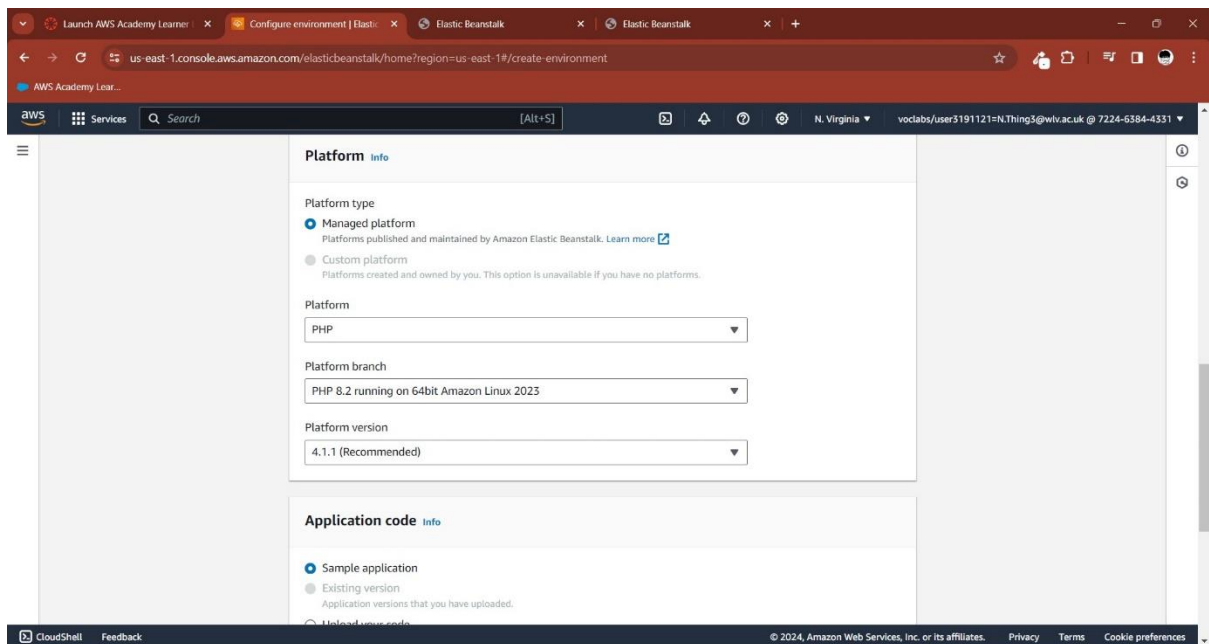 Launch AWS Academy Learner
Configure environment | Elastic
Elastic Beanstalk
Elastic Beanstalk
us-east-1.console.aws.amazon.com/elasticbeanstalk/home?region=us-east-1#/create-environment
AWS Academy Lear...
aws
Services
Search
[Alt+S]
N. Virginia
voclabs/user3191121=N.Thing3@wlv.ac.uk @ 7224-6384-4331
Platform Info
Platform type
Managed platform
Platforms published and maintained by Amazon Elastic Beanstalk. Learn more
Custom platform
Platforms created and owned by you. This option is unavailable if you have no platforms.
Platform
PHP
Platform branch
PHP 8.2 running on 64bit Amazon Linux 2023
Platform version
4.1.1 (Recommended)
Application code Info
Sample application
Existing version
Application versions that you have uploaded.
Upload your code
CloudShell Feedback
© 2024, Amazon Web Services, Inc. or its affiliates. Privacy Terms Cookie preferences